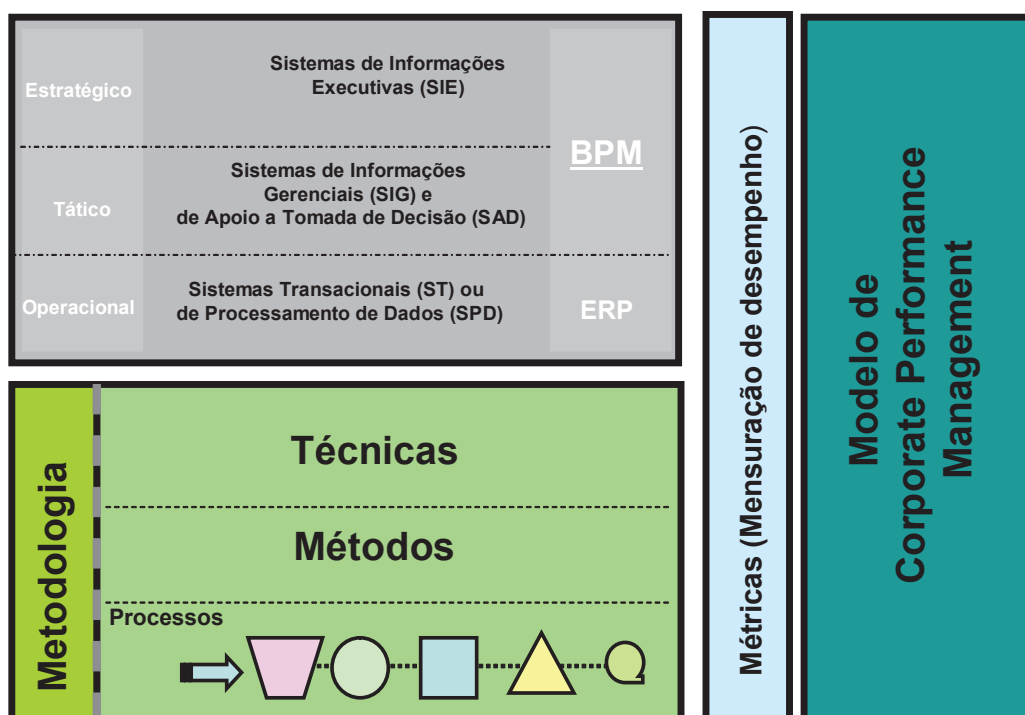 Estratégico
Sistemas de Informações
Executivas (SIE)
BPM
Tático
Sistemas de Informações
Gerenciais (SIG) e
de Apoio a Tomada de Decisão (SAD)
Operacional
Sistemas Transacionais (ST) ou
de Processamento de Dados (SPD)
ERP
Metodologia
Técnicas
Métodos
Processos
Métricas (Mensuração de desempenho)
Modelo de
Corporate Performance
Management